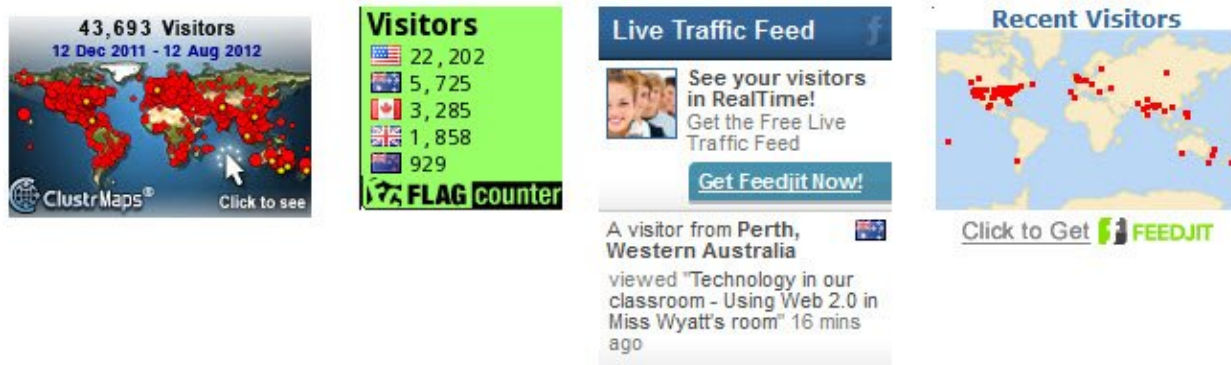 43,693 Visitors
12 Dec 2011 - 12 Aug 2012
ClustrMaps®
Click to see
Visitors
22,202
5,725
3,285
1,858
929
FLAG counter
Live Traffic Feed
See your visitors
in RealTime!
Get the Free Live
Traffic Feed
Get Feedjit Now!
A visitor from Perth,
Western Australia
viewed "Technology in our
classroom - Using Web 2.0 in
Miss Wyatt's room" 16 mins
ago
Recent Visitors
Click to Get FEEDJIT